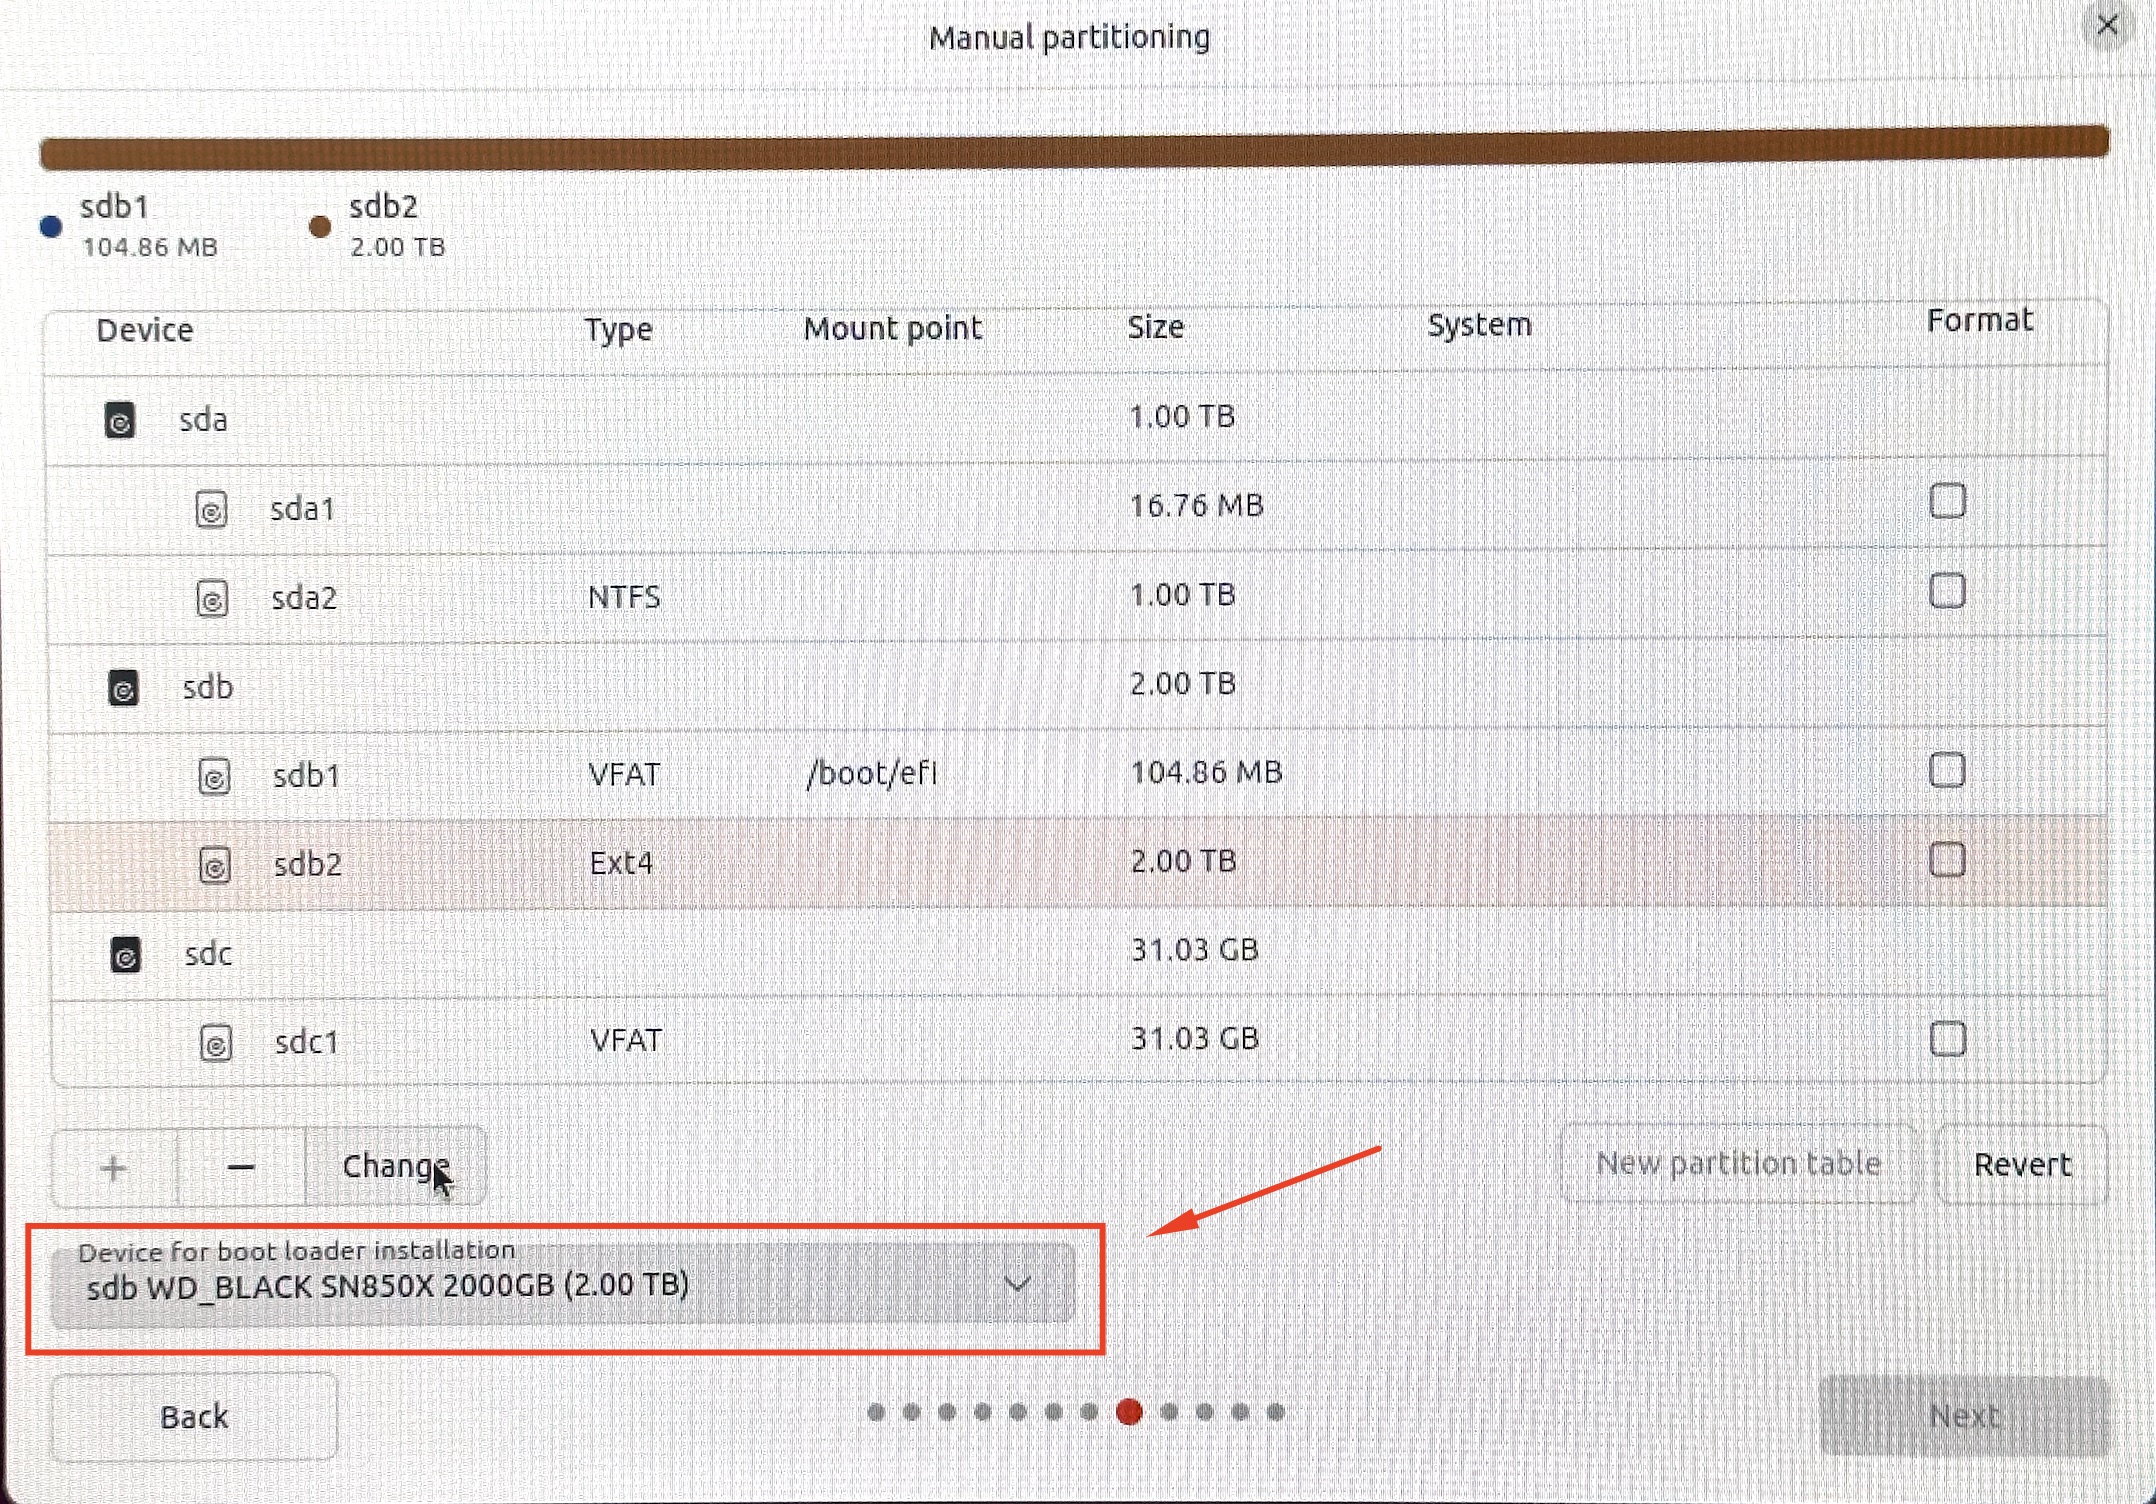 Manual partitioning
sdb1
104.86 MB
sdb2
2.00 TB
Device Type Mount point Size System Format
sda 1.00 TB
sda1 16.76 MB
sda2 NTFS 1.00 TB
sdb 2.00 TB
sdb1 VFAT /boot/efi 104.86 MB
sdb2 Ext4 2.00 TB
sdc 31.03 GB
sdc1 VFAT 31.03 GB
+ − Change New partition table Revert
Device for boot loader installation
sdb WD_BLACK SN850X 2000GB (2.00 TB)
Back Next